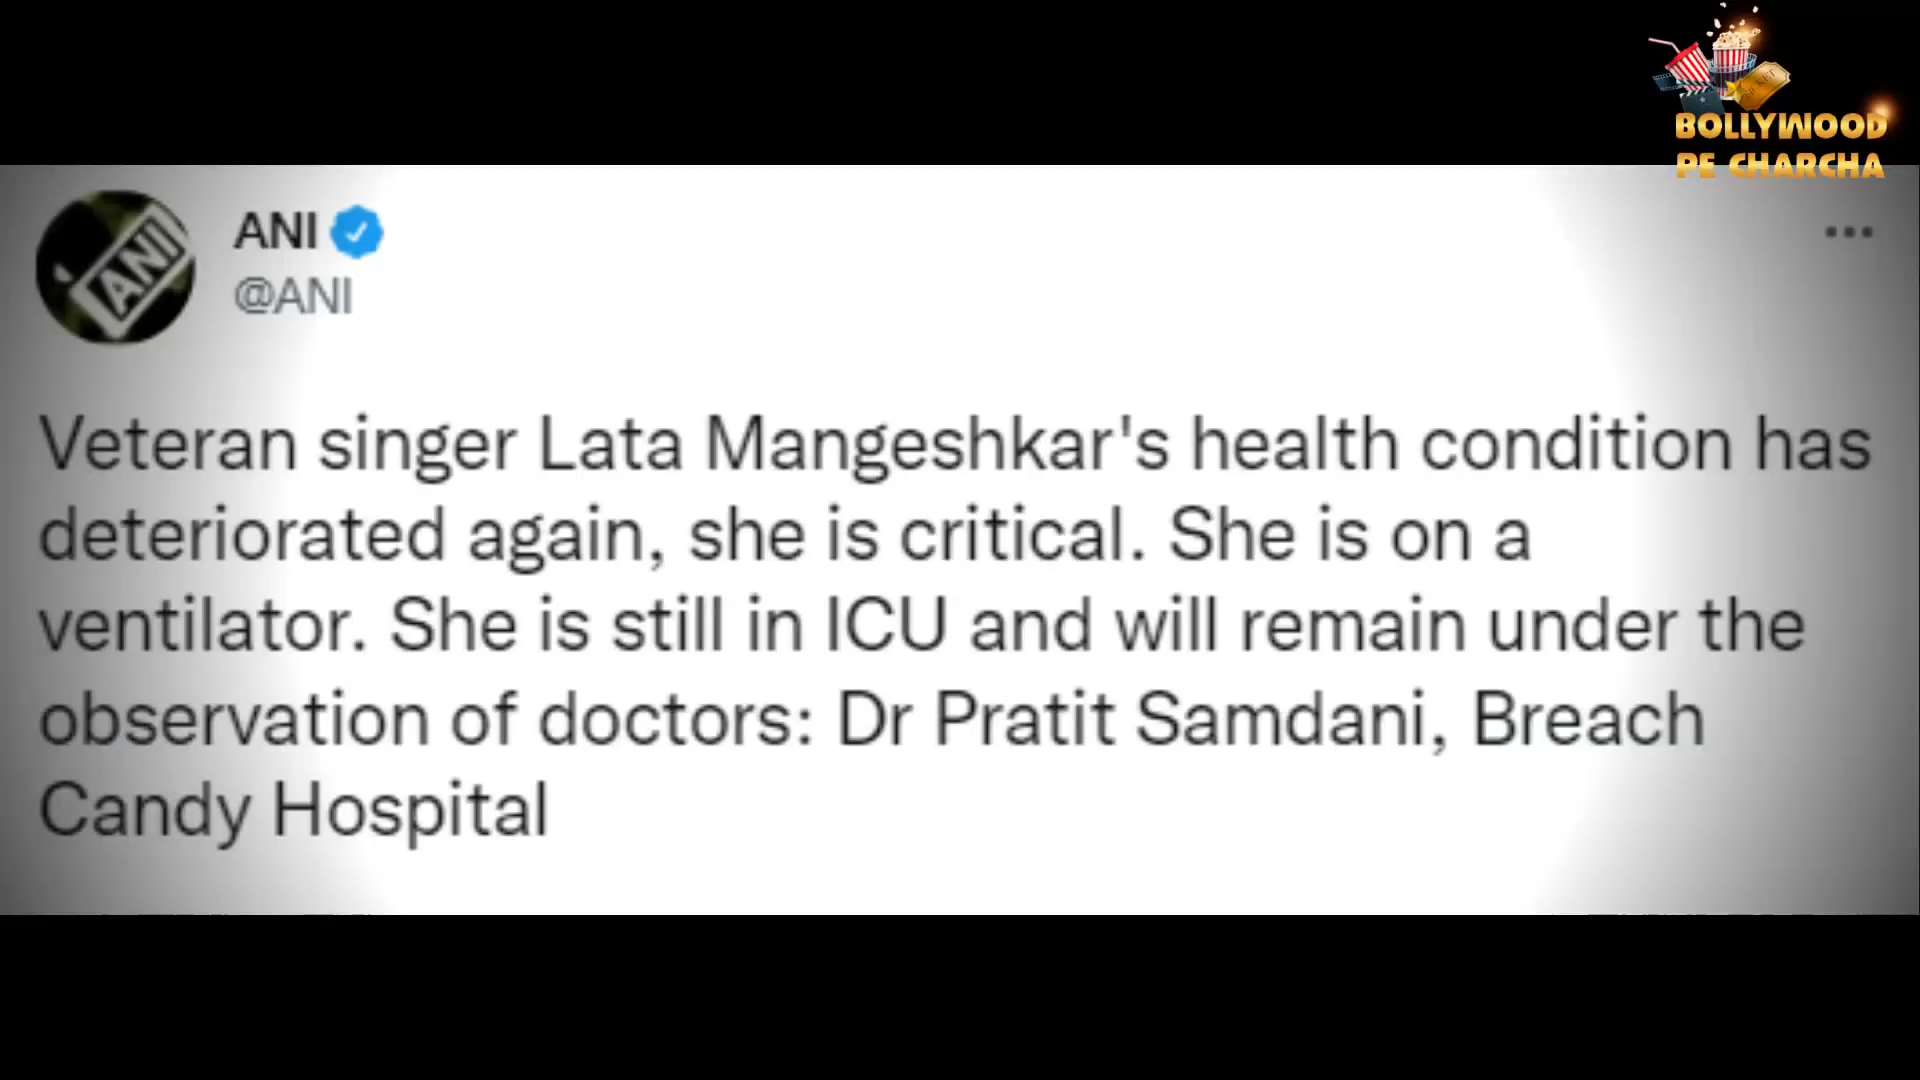 BOLLYWOOD
PE CHARCHA
ANI
ANI
@ANI
Veteran singer Lata Mangeshkar's health condition has
deteriorated again, she is critical. She is on a
ventilator. She is still in ICU and will remain under the
observation of doctors: Dr Pratit Samdani, Breach
Candy Hospital